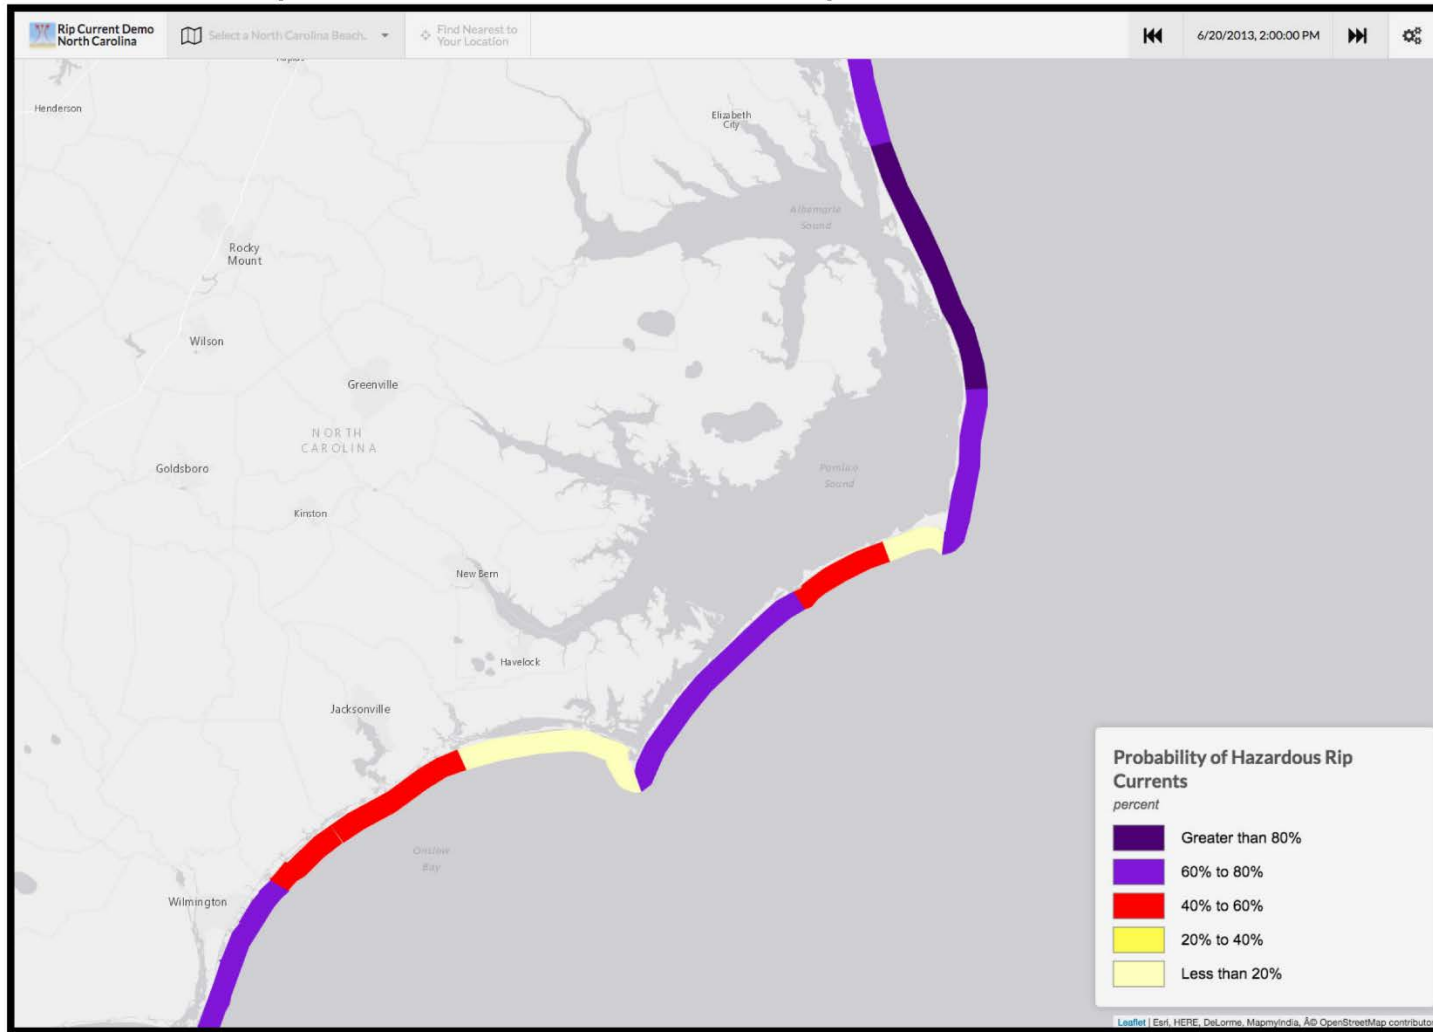 Rip Current Demo
North Carolina
Select a North Carolina Beach.
Find Nearest to
Your Location
6/20/2013, 2:00:00 PM
Henderson
Elizabeth
City
Albemarle
Sound
Rocky
Mount
Wilson
Greenville
NORTH
CAROLINA
Goldsboro
Pamlico
Sound
Kinston
New Bern
Havelock
Jacksonville
Onslow
Bay
Wilmington
Probability of Hazardous Rip
Currents
percent
Greater than 80%
60% to 80%
40% to 60%
20% to 40%
Less than 20%
Leaflet | Esri, HERE, DeLorme, MapmyIndia, Â© OpenStreetMap contributor